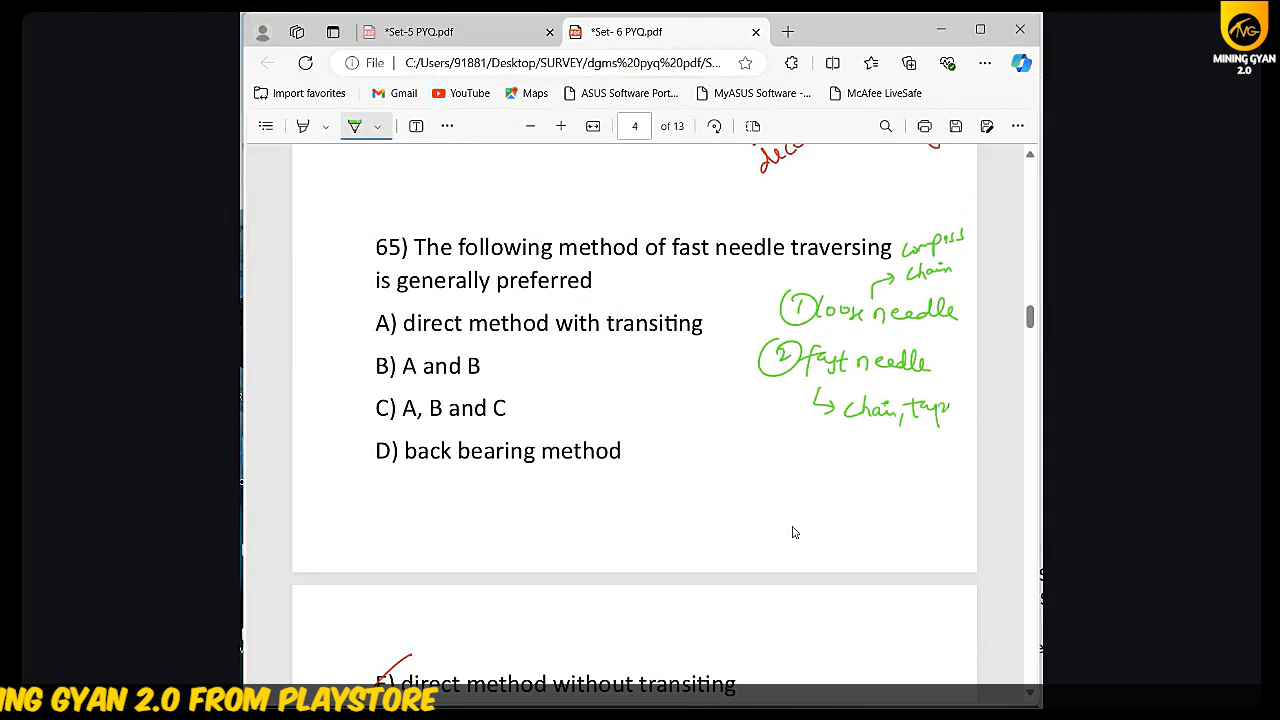 *Set-5 PYQ.pdf
*Set- 6 PYQ.pdf
File
C:/Users/91881/Desktop/SURVEY/dgms%20pyq%20pdf/S...
Import favorites
Gmail
YouTube
Maps
ASUS Software Port...
MyASUS Software -...
McAfee LiveSafe
4 of 13
MINING GYAN
2.0
65) The following method of fast needle traversing
is generally preferred
A) direct method with transiting
B) A and B
C) A, B and C
D) back bearing method
compass
chain
1 loose needle
2 fast needle
chain, tap
E) direct method without transiting
NG GYAN 2.0 FROM PLAYSTORE